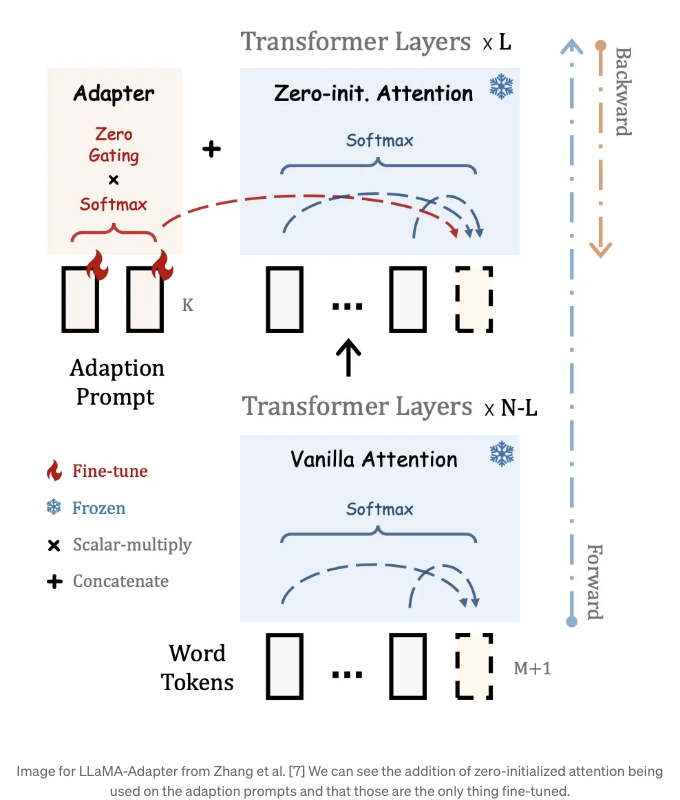 Transformer Layers x L
Backward
Adapter
Zero-init. Attention
Zero
Gating
×
Softmax
+
Softmax
K
...
Adaption
Prompt
Transformer Layers x N-L
Vanilla Attention
Fine-tune
Frozen
Softmax
× Scalar-multiply
+ Concatenate
Forward
Word
Tokens
...
M+1
Image for LLaMA-Adapter from Zhang et al. [7] We can see the addition of zero-initialized attention being
used on the adaption prompts and that those are the only thing fine-tuned.